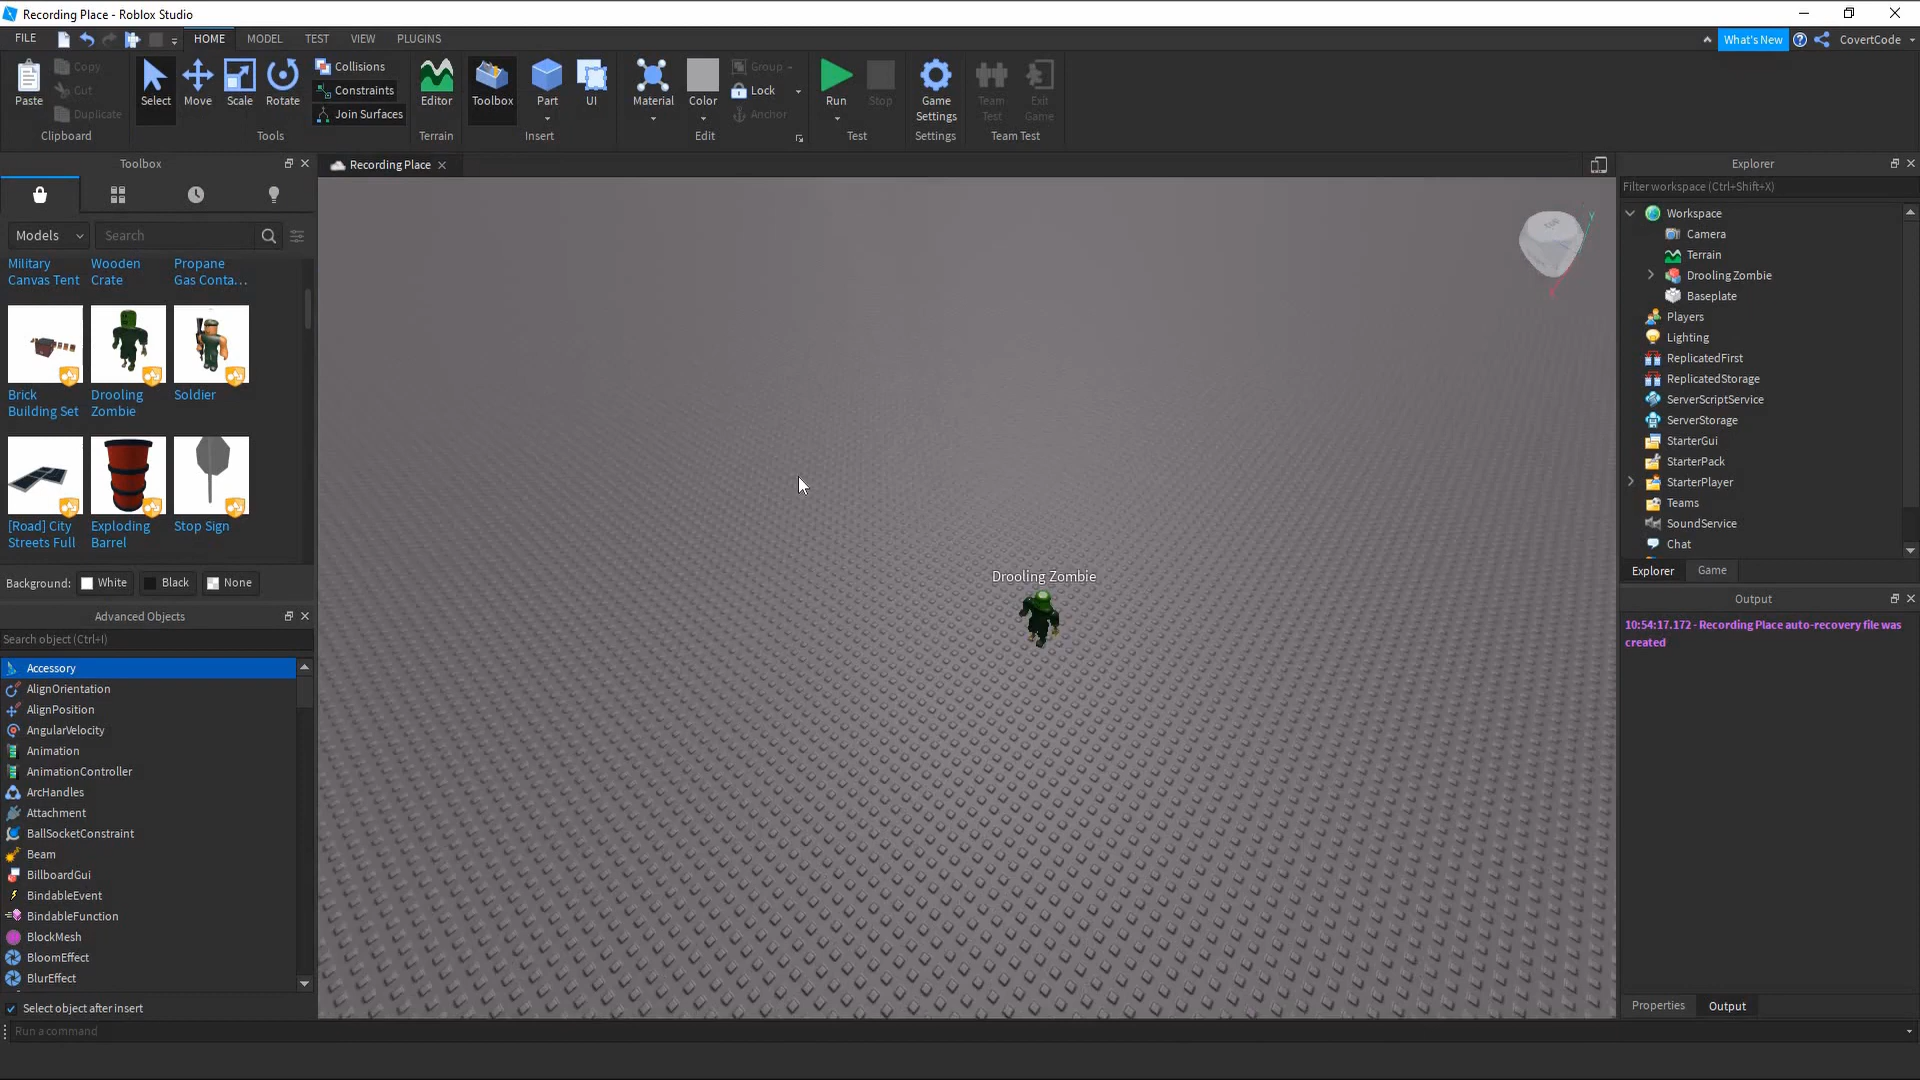 Recording Place - Roblox Studio
FILE
HOME
MODEL
TEST
VIEW
PLUGINS
What's New
CovertCode
Paste
Copy
Cut
Duplicate
Clipboard
Select
Move
Scale
Rotate
Collisions
Constraints
Join Surfaces
Tools
Editor
Terrain
Toolbox
Part
UI
Insert
Material
Color
Group
Lock
Anchor
Edit
Run
Stop
Test
Game
Settings
Settings
Team
Test
Exit
Game
Team Test
Toolbox
Models
Search
Military
Canvas Tent
Wooden
Crate
Propane
Gas Conta...
Brick
Building Set
Drooling
Zombie
Soldier
[Road] City
Streets Full
Exploding
Barrel
Stop Sign
Background:
White
Black
None
Advanced Objects
Search object (Ctrl+I)
Accessory
AlignOrientation
AlignPosition
AngularVelocity
Animation
AnimationController
ArcHandles
Attachment
BallSocketConstraint
Beam
BillboardGui
BindableEvent
BindableFunction
BlockMesh
BloomEffect
BlurEffect
Select object after insert
Run a command
Recording Place
Y
X
Drooling Zombie
Explorer
Filter workspace (Ctrl+Shift+X)
Workspace
Camera
Terrain
Drooling Zombie
Baseplate
Players
Lighting
ReplicatedFirst
ReplicatedStorage
ServerScriptService
ServerStorage
StarterGui
StarterPack
StarterPlayer
Teams
SoundService
Chat
Explorer
Game
Output
10:54:17.172 - Recording Place auto-recovery file was
created
Properties
Output